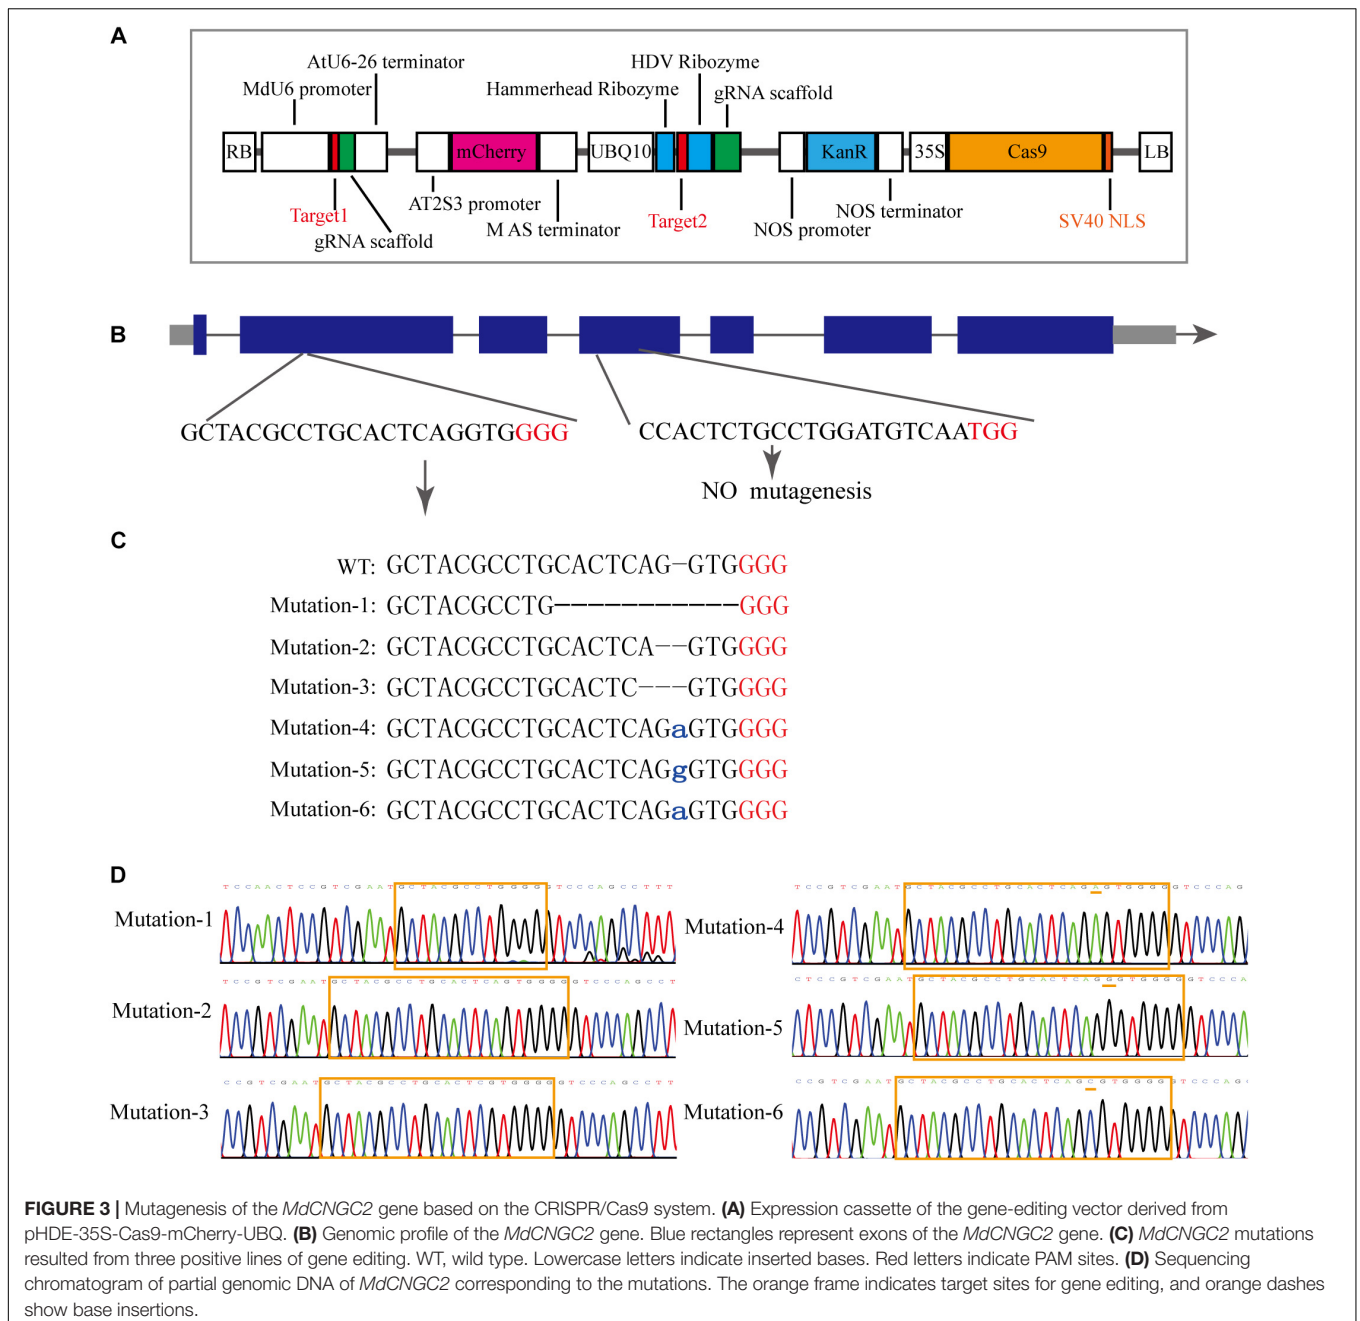 A
AtU6-26 terminator
HDV Ribozyme
MdU6 promoter
Hammerhead Ribozyme
gRNA scaffold
RB
mCherry
UBQ10
KanR
35S
Cas9
LB
Target1
AT2S3 promoter
Target2
NOS terminator
SV40 NLS
gRNA scaffold
M AS terminator
NOS promoter
B
GCTACGCCTGCACTCAGGTGGGG
CCACTCTGCCTGGATGTCAATGG
NO mutagenesis
C
WT: GCTACGCCTGCACTCAG-GTGGGG
Mutation-1: GCTACGCCTG-----------GGG
Mutation-2: GCTACGCCTGCACTCA--GTGGGG
Mutation-3: GCTACGCCTGCACTC---GTGGGG
Mutation-4: GCTACGCCTGCACTCAGaGTGGGG
Mutation-5: GCTACGCCTGCACTCAGgGTGGGG
Mutation-6: GCTACGCCTGCACTCAGaGTGGGG
D
TCCAACTCCGTCGAATGCTACGCCTGGGGGTCCCAGCCTTT
Mutation-1
TCCGTCGAATGCTACGCCTGCACTCAGAGTGGGGGTCCCAG
Mutation-4
TCCGTCGAATGCTACGCCTGCACTCAGTGGGGGTCCCAGCCT
Mutation-2
CTCCGTCGAATGCTACGCCTGCACTCAGGGTGGGGGTCCCA
Mutation-5
CCGTCGAATGCTACGCCTGCACTCGTGGGGGTCCCAGCCTT
Mutation-3
CCGTCGAATGCTACGCCTGCACTCAGCGTGGGGGTCCCAG
Mutation-6
FIGURE 3 | Mutagenesis of the MdCNGC2 gene based on the CRISPR/Cas9 system. (A) Expression cassette of the gene-editing vector derived from
pHDE-35S-Cas9-mCherry-UBQ. (B) Genomic profile of the MdCNGC2 gene. Blue rectangles represent exons of the MdCNGC2 gene. (C) MdCNGC2 mutations
resulted from three positive lines of gene editing. WT, wild type. Lowercase letters indicate inserted bases. Red letters indicate PAM sites. (D) Sequencing
chromatogram of partial genomic DNA of MdCNGC2 corresponding to the mutations. The orange frame indicates target sites for gene editing, and orange dashes
show base insertions.